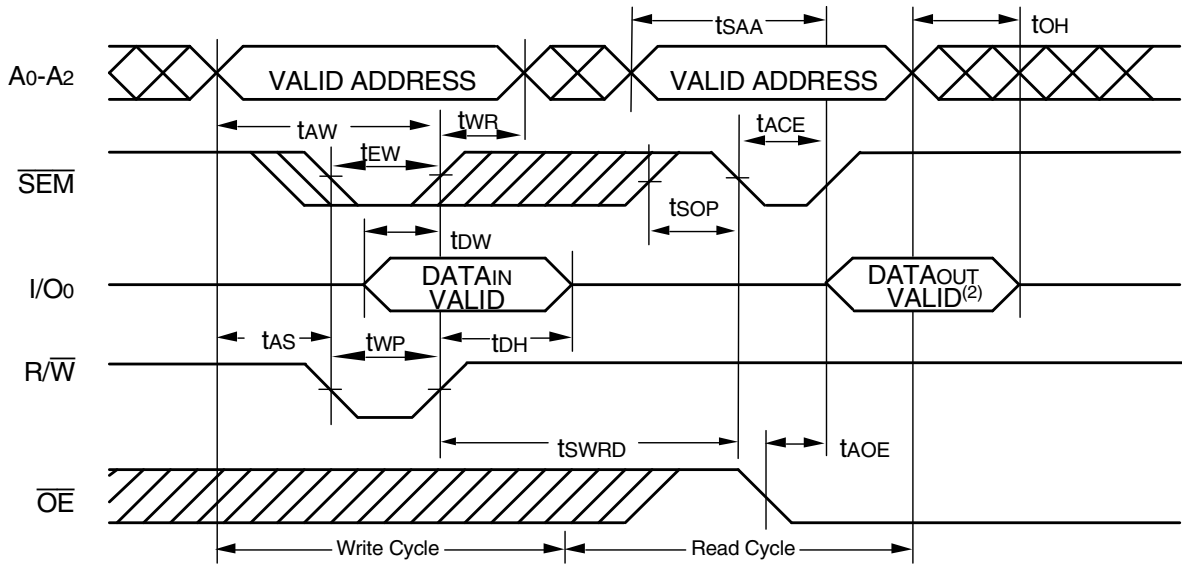 tSAA
tOH
A0-A2
VALID ADDRESS
VALID ADDRESS
tAW
tWR
tACE
tEW
SEM
tSOP
tDW
I/O0
DATAIN
VALID
DATAOUT
VALID(2)
tAS
tWP
tDH
R/W
tSWRD
tAOE
OE
Write Cycle
Read Cycle